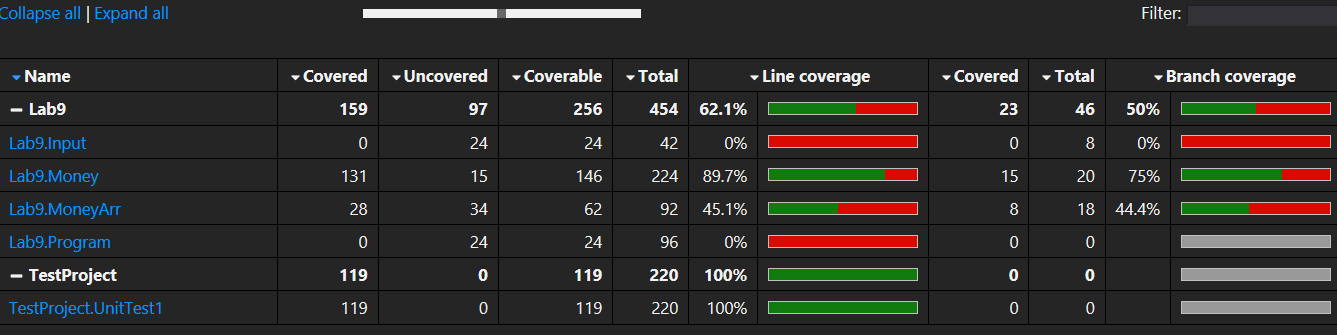 Collapse all | Expand all Filter:
Name Covered Uncovered Coverable Total Line coverage Covered Total Branch coverage
Lab9 159 97 256 454 62.1% 23 46 50%
Lab9.Input 0 24 24 42 0% 0 8 0%
Lab9.Money 131 15 146 224 89.7% 15 20 75%
Lab9.MoneyArr 28 34 62 92 45.1% 8 18 44.4%
Lab9.Program 0 24 24 96 0% 0 0
TestProject 119 0 119 220 100% 0 0
TestProject.UnitTest1 119 0 119 220 100% 0 0